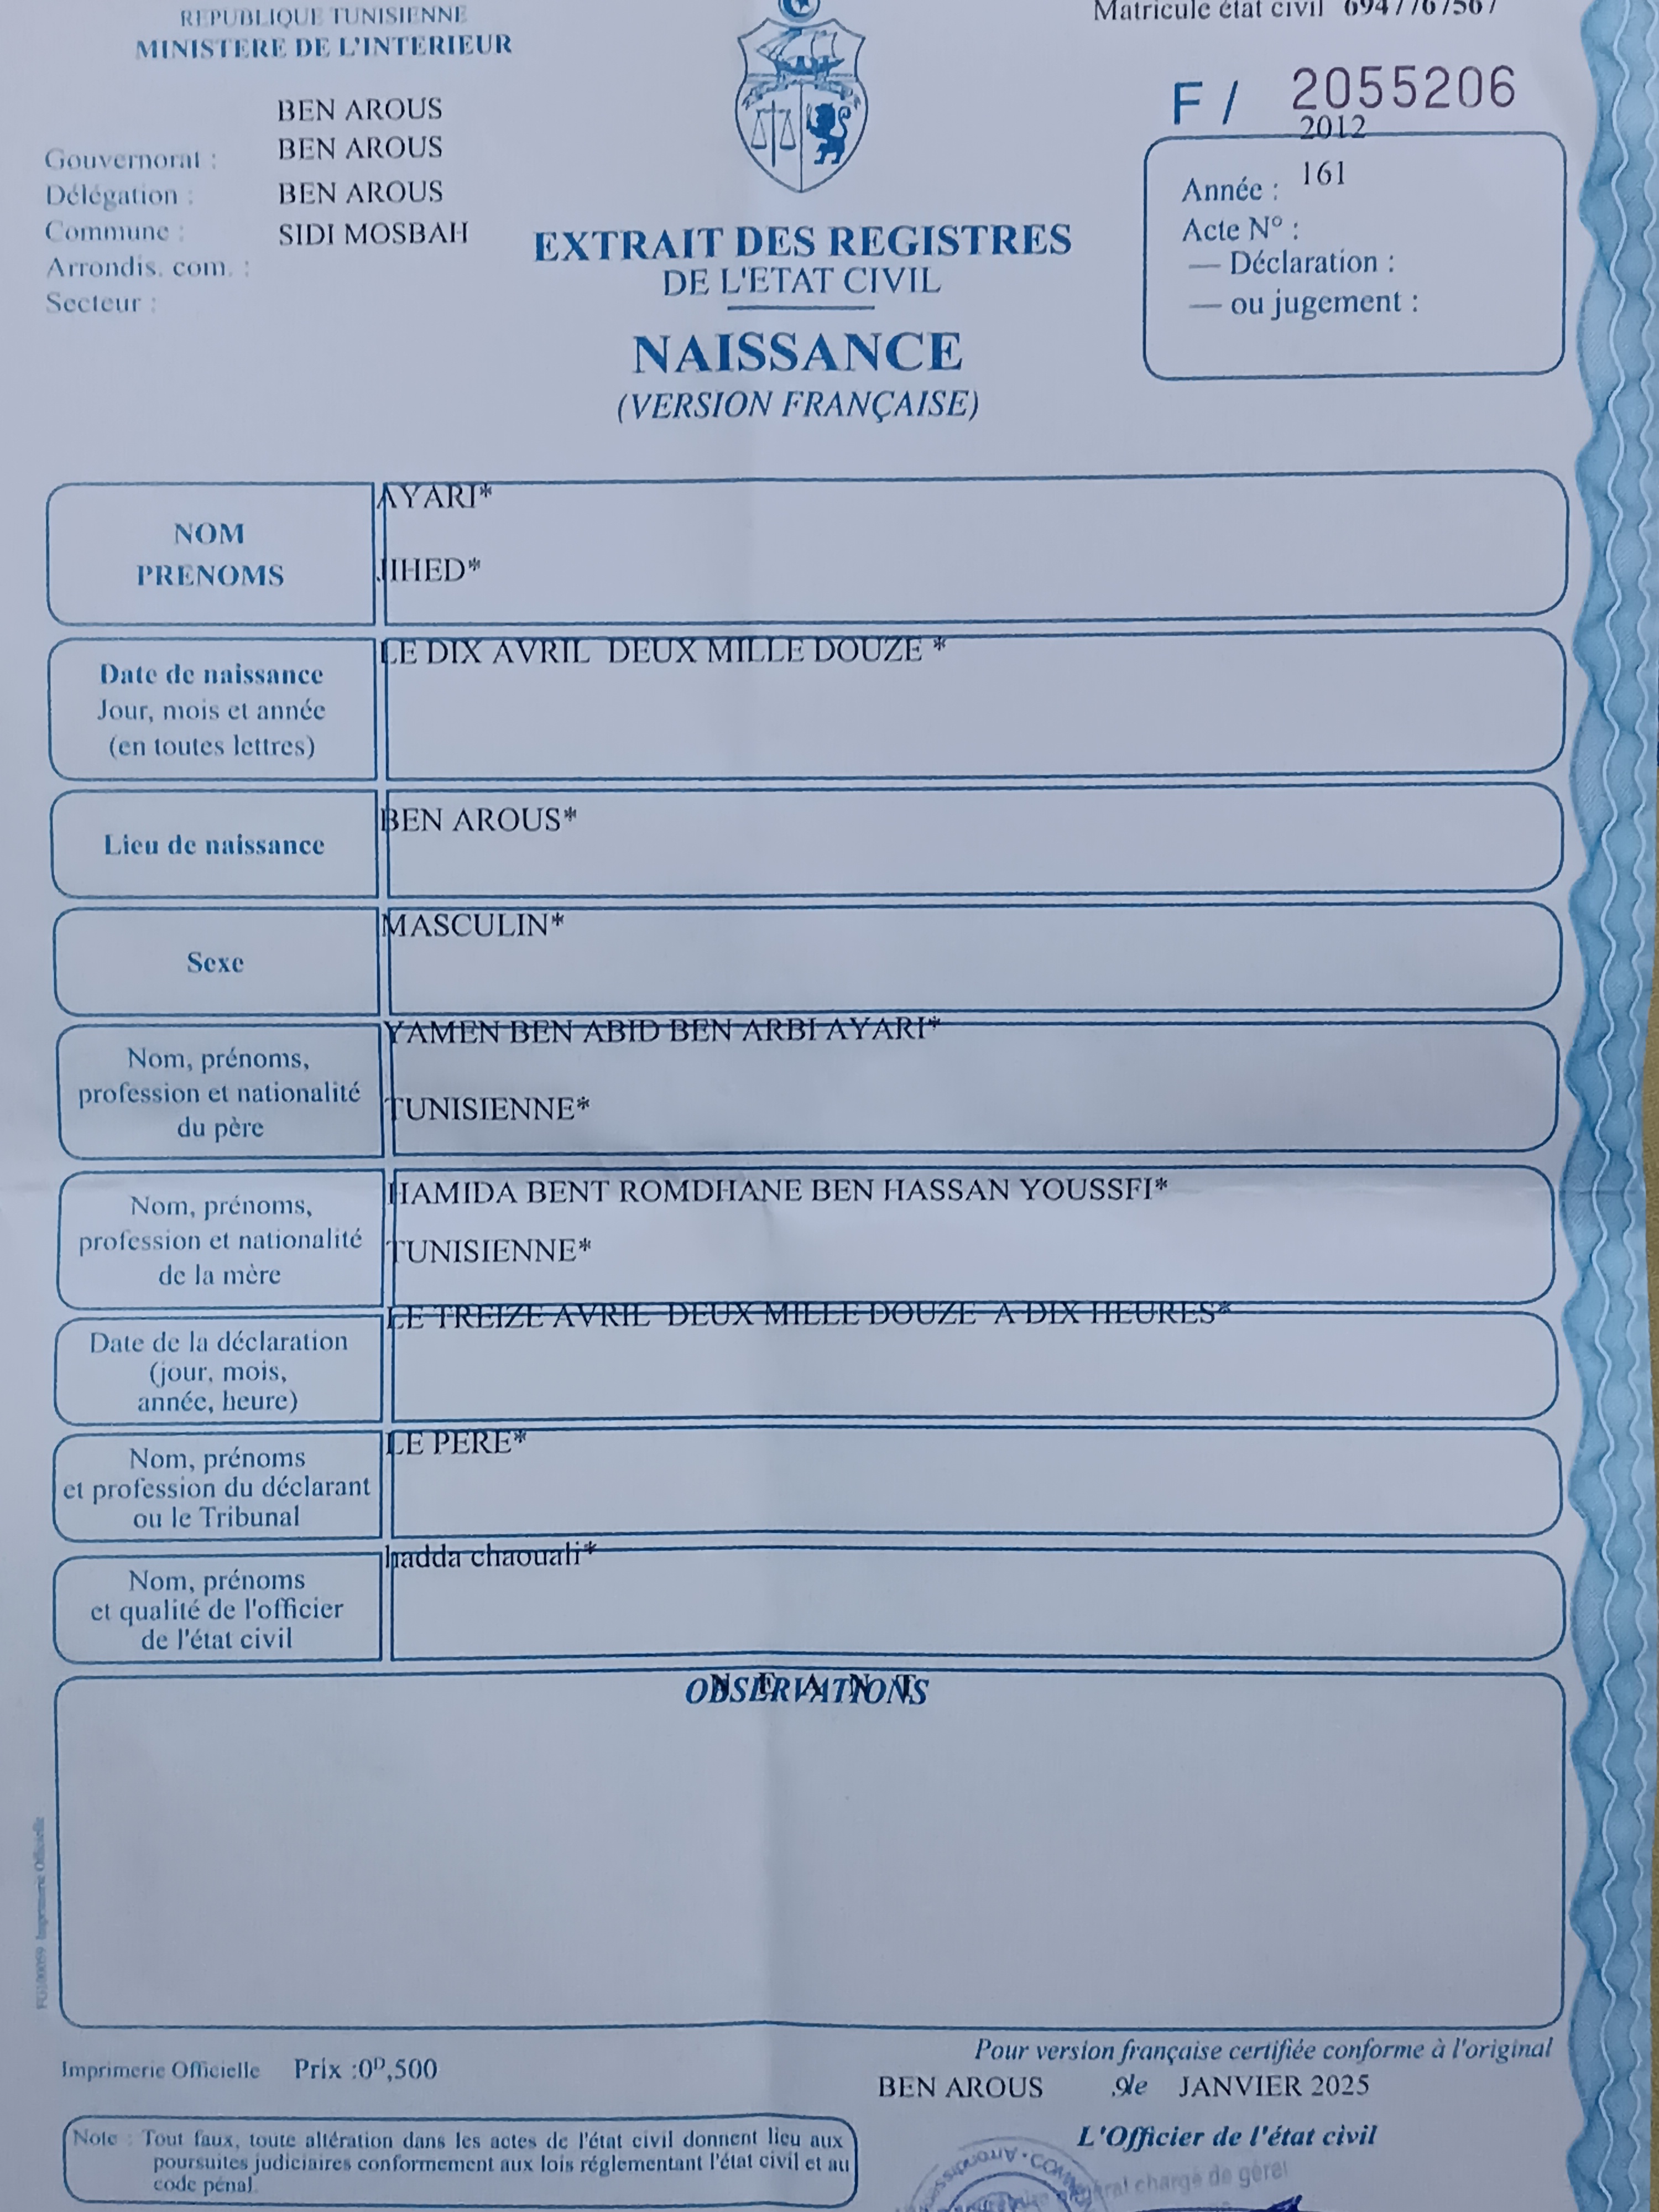 REPUBLIQUE TUNISIENNE
MINISTERE DE L'INTERIEUR
Matricule état civil
F / 2055206
BEN AROUS
BEN AROUS
Gouvernorat :
Délégation : BEN AROUS
Commune : SIDI MOSBAH
Arrondis. com. :
Secteur :
2012
Année : 161
Acte N° :
— Déclaration :
— ou jugement :
EXTRAIT DES REGISTRES
DE L'ETAT CIVIL
NAISSANCE
(VERSION FRANÇAISE)
NOM
PRENOMS
AYARI*
JIHED*
Date de naissance
Jour, mois et année
(en toutes lettres)
LE DIX AVRIL DEUX MILLE DOUZE *
Lieu de naissance
BEN AROUS*
Sexe
MASCULIN*
Nom, prénoms,
profession et nationalité
du père
YAMEN BEN ABID BEN ARBI AYARI*
TUNISIENNE*
Nom, prénoms,
profession et nationalité
de la mère
HAMIDA BENT ROMDHANE BEN HASSAN YOUSSFI*
TUNISIENNE*
Date de la déclaration
(jour, mois,
année, heure)
LE TREIZE AVRIL DEUX MILLE DOUZE A DIX HEURES*
Nom, prénoms
et profession du déclarant
ou le Tribunal
LE PERE*
Nom, prénoms
et qualité de l'officier
de l'état civil
hadda chaouali*
OBSERVATIONS
N E A N T
FG100059 Imprimerie Officielle
Imprimerie Officielle Prix :0D,500
Pour version française certifiée conforme à l'original
BEN AROUS 9 le JANVIER 2025
L'Officier de l'état civil
Note : Tout faux, toute altération dans les actes de l'état civil donnent lieu aux
poursuites judiciaires conformement aux lois réglementant l'état civil et au
code pénal.
général chargé de gérer